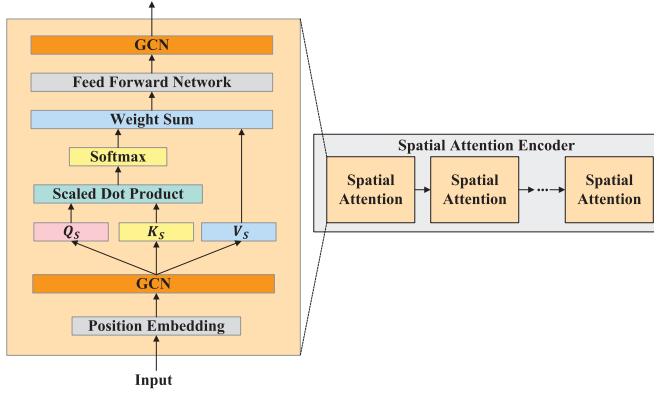 GCN
Feed Forward Network
Weight Sum
Softmax
Scaled Dot Product
Q_S
K_S
V_S
GCN
Position Embedding
Input
Spatial Attention Encoder
Spatial
Attention
Spatial
Attention
...
Spatial
Attention